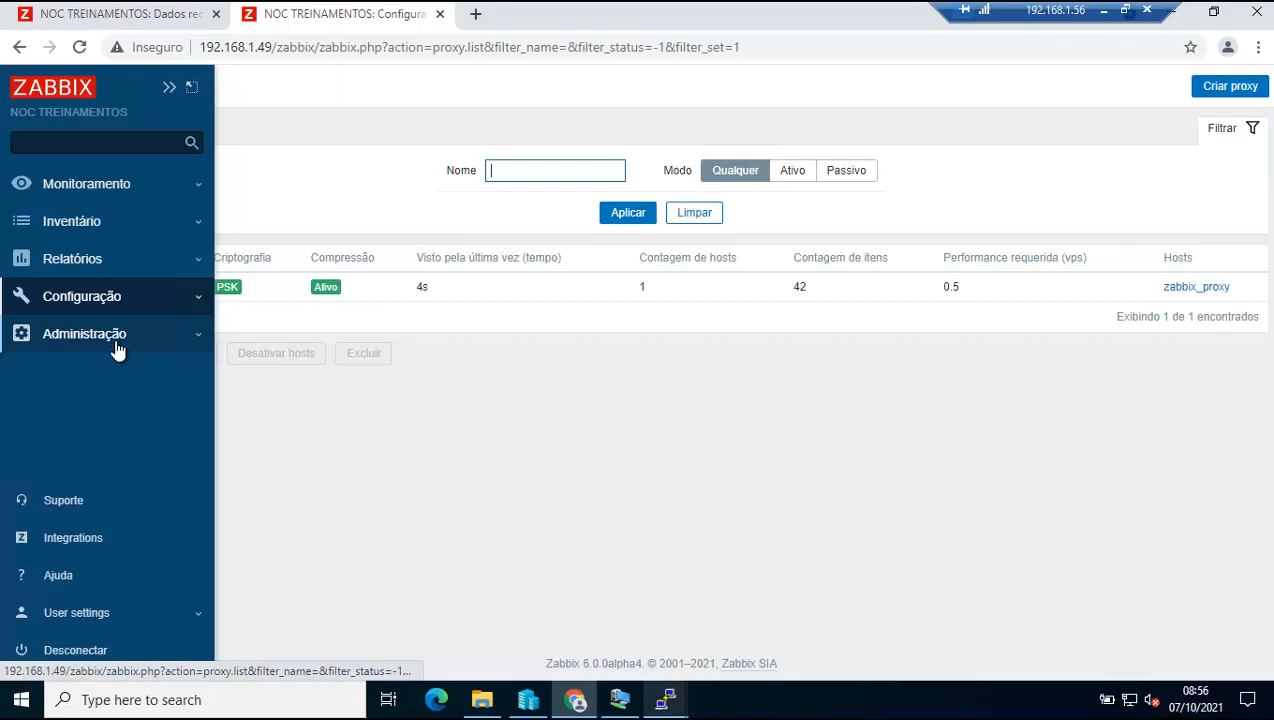 NOC TREINAMENTOS: Dados rec
NOC TREINAMENTOS: Configura
192.168.1.56
Inseguro
192.168.1.49/zabbix/zabbix.php?action=proxy.list&filter_name=&filter_status=-1&filter_set=1
ZABBIX
NOC TREINAMENTOS
Criar proxy
Filtrar
Nome
Modo
Qualquer
Ativo
Passivo
Monitoramento
Inventário
Relatórios
Configuração
Administração
Aplicar
Limpar
Criptografia
Compressão
Visto pela última vez (tempo)
Contagem de hosts
Contagem de itens
Performance requerida (vps)
Hosts
PSK
Ativo
4s
1
42
0.5
zabbix_proxy
Exibindo 1 de 1 encontrados
Desativar hosts
Excluir
Suporte
Integrations
Ajuda
User settings
Desconectar
Zabbix 6.0.0alpha4. © 2001–2021, Zabbix SIA
192.168.1.49/zabbix/zabbix.php?action=proxy.list&filter_name=&filter_status=-1...
Type here to search
08:56
07/10/2021